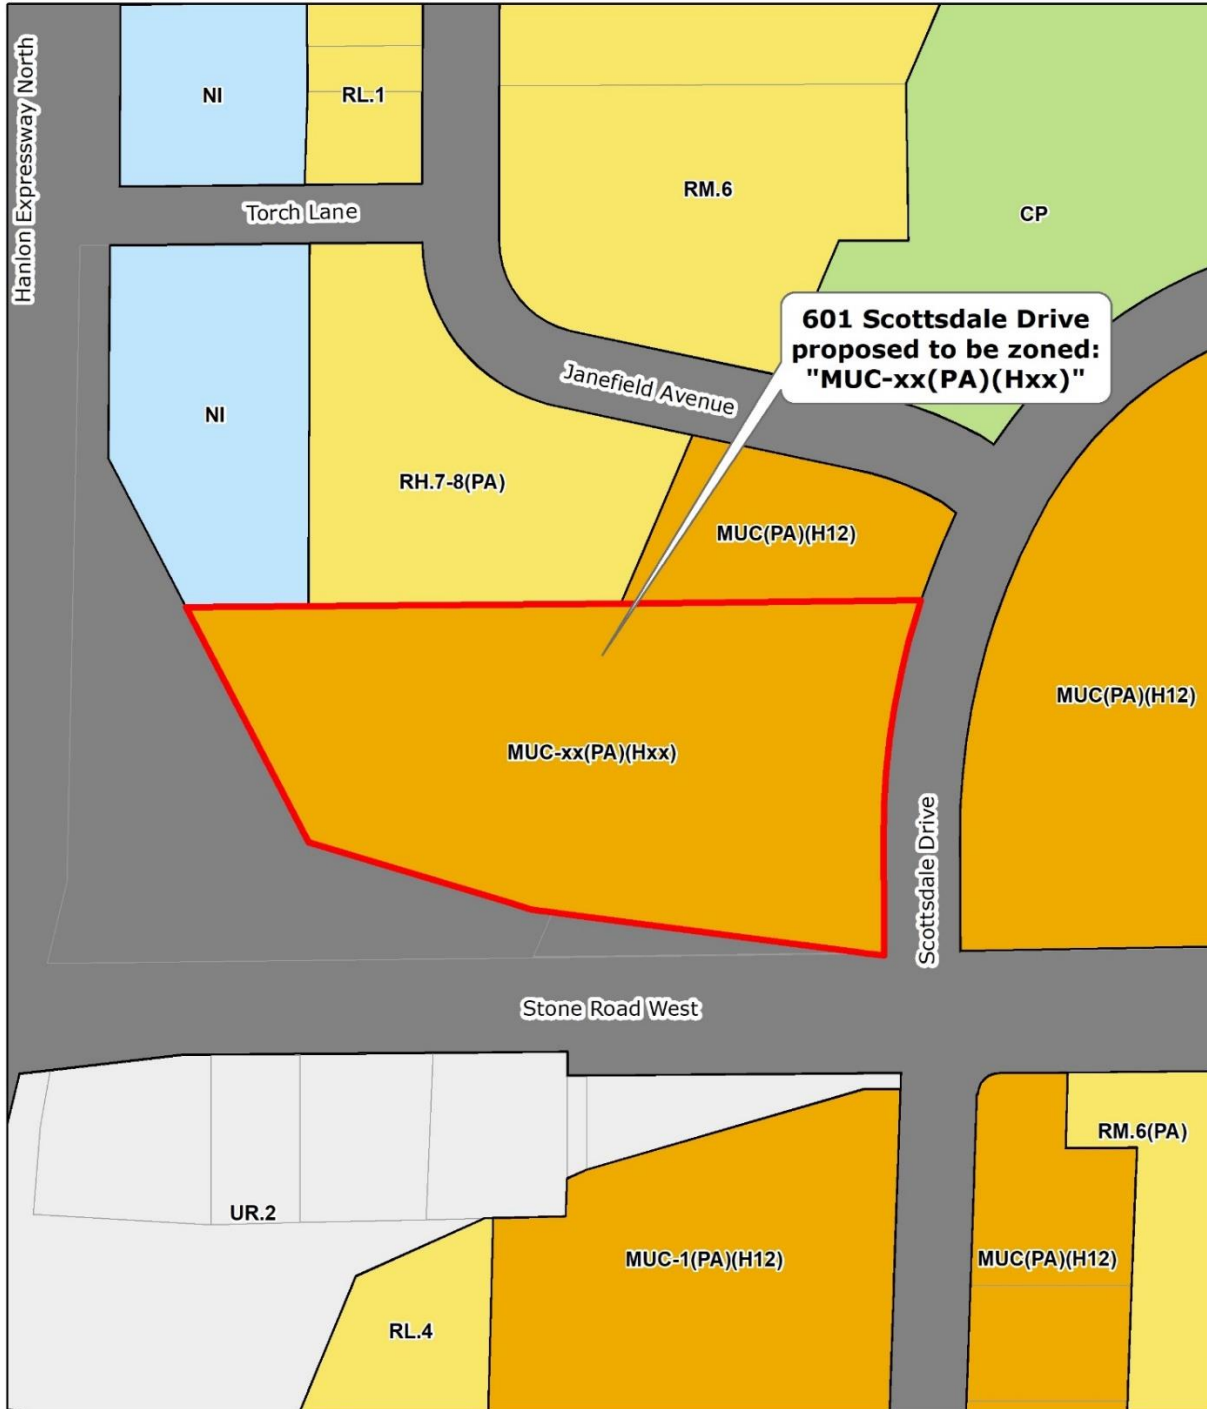 Hanlon Expressway North
NI
RL.1
RM.6
CP
Torch Lane
601 Scottsdale Drive
proposed to be zoned:
"MUC-xx(PA)(Hxx)"
Janefield Avenue
NI
RH.7-8(PA)
MUC(PA)(H12)
MUC(PA)(H12)
MUC-xx(PA)(Hxx)
Scottsdale Drive
Stone Road West
RM.6(PA)
UR.2
MUC-1(PA)(H12)
MUC(PA)(H12)
RL.4